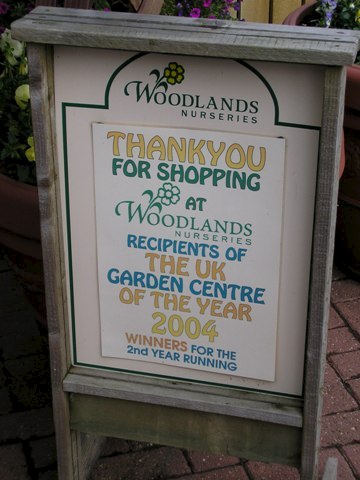 WOODLANDS
NURSERIES
THANKYOU
FOR SHOPPING
AT
WOODLANDS
NURSERIES
RECIPIENTS OF
THE UK
GARDEN CENTRE
OF THE YEAR
2004
WINNERS FOR THE
2nd YEAR RUNNING